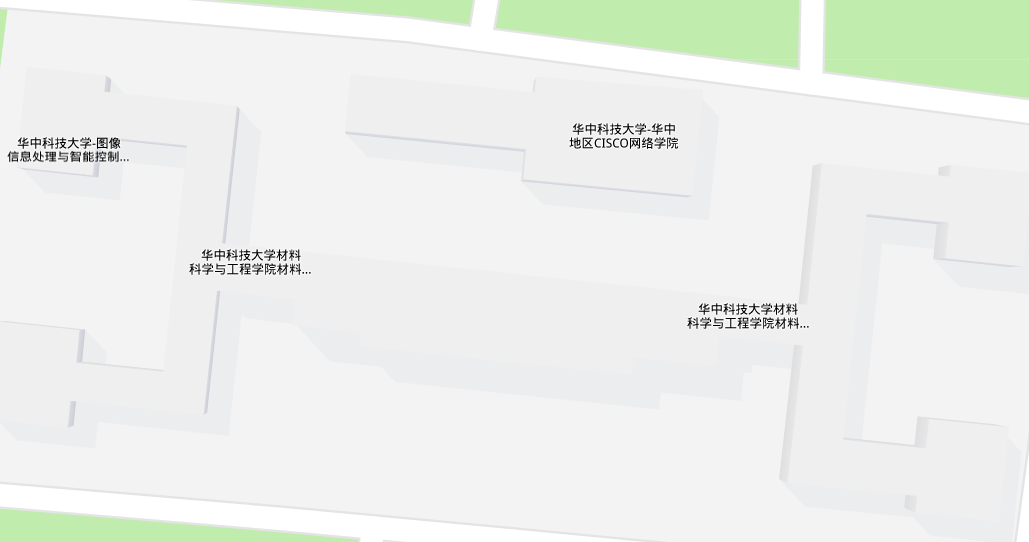 华中科技大学-华中
地区CISCO网络学院
华中科技大学-图像
信息处理与智能控制...
华中科技大学材料
科学与工程学院材料...
华中科技大学材料
科学与工程学院材料...